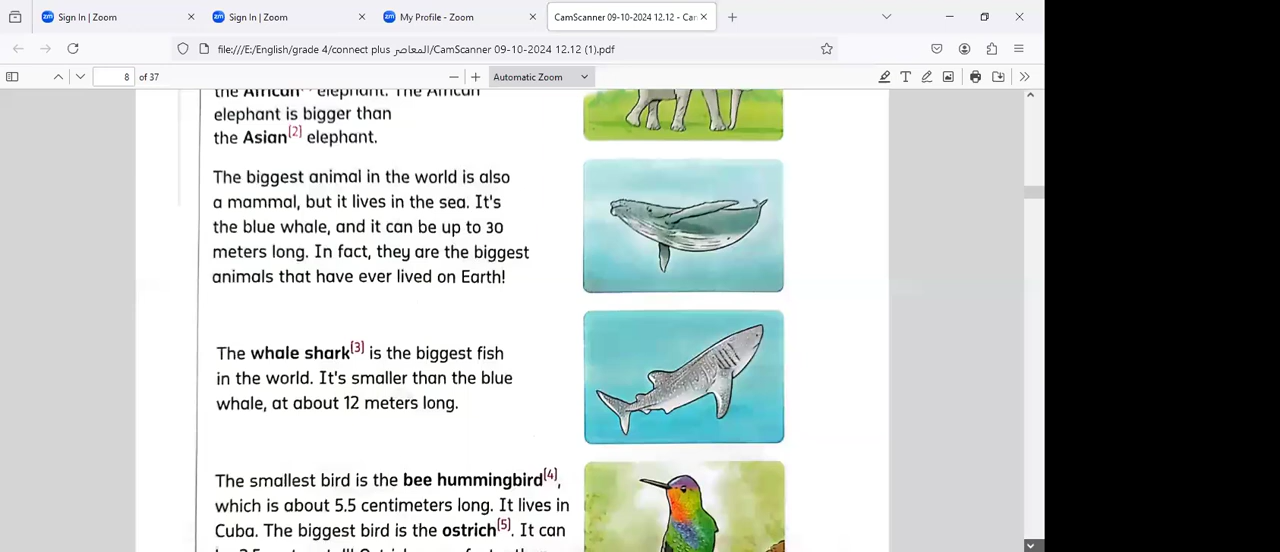 Sign In | Zoom
Sign In | Zoom
My Profile - Zoom
CamScanner 09-10-2024 12.12 - Ca
file:///E:/English/grade 4/connect plus المعاصر/CamScanner 09-10-2024 12.12 (1).pdf
8 of 37
Automatic Zoom
the African elephant. The African
elephant is bigger than
the Asian[2] elephant.
The biggest animal in the world is also
a mammal, but it lives in the sea. It's
the blue whale, and it can be up to 30
meters long. In fact, they are the biggest
animals that have ever lived on Earth!
The whale shark[3] is the biggest fish
in the world. It's smaller than the blue
whale, at about 12 meters long.
The smallest bird is the bee hummingbird[4],
which is about 5.5 centimeters long. It lives in
Cuba. The biggest bird is the ostrich[5]. It can